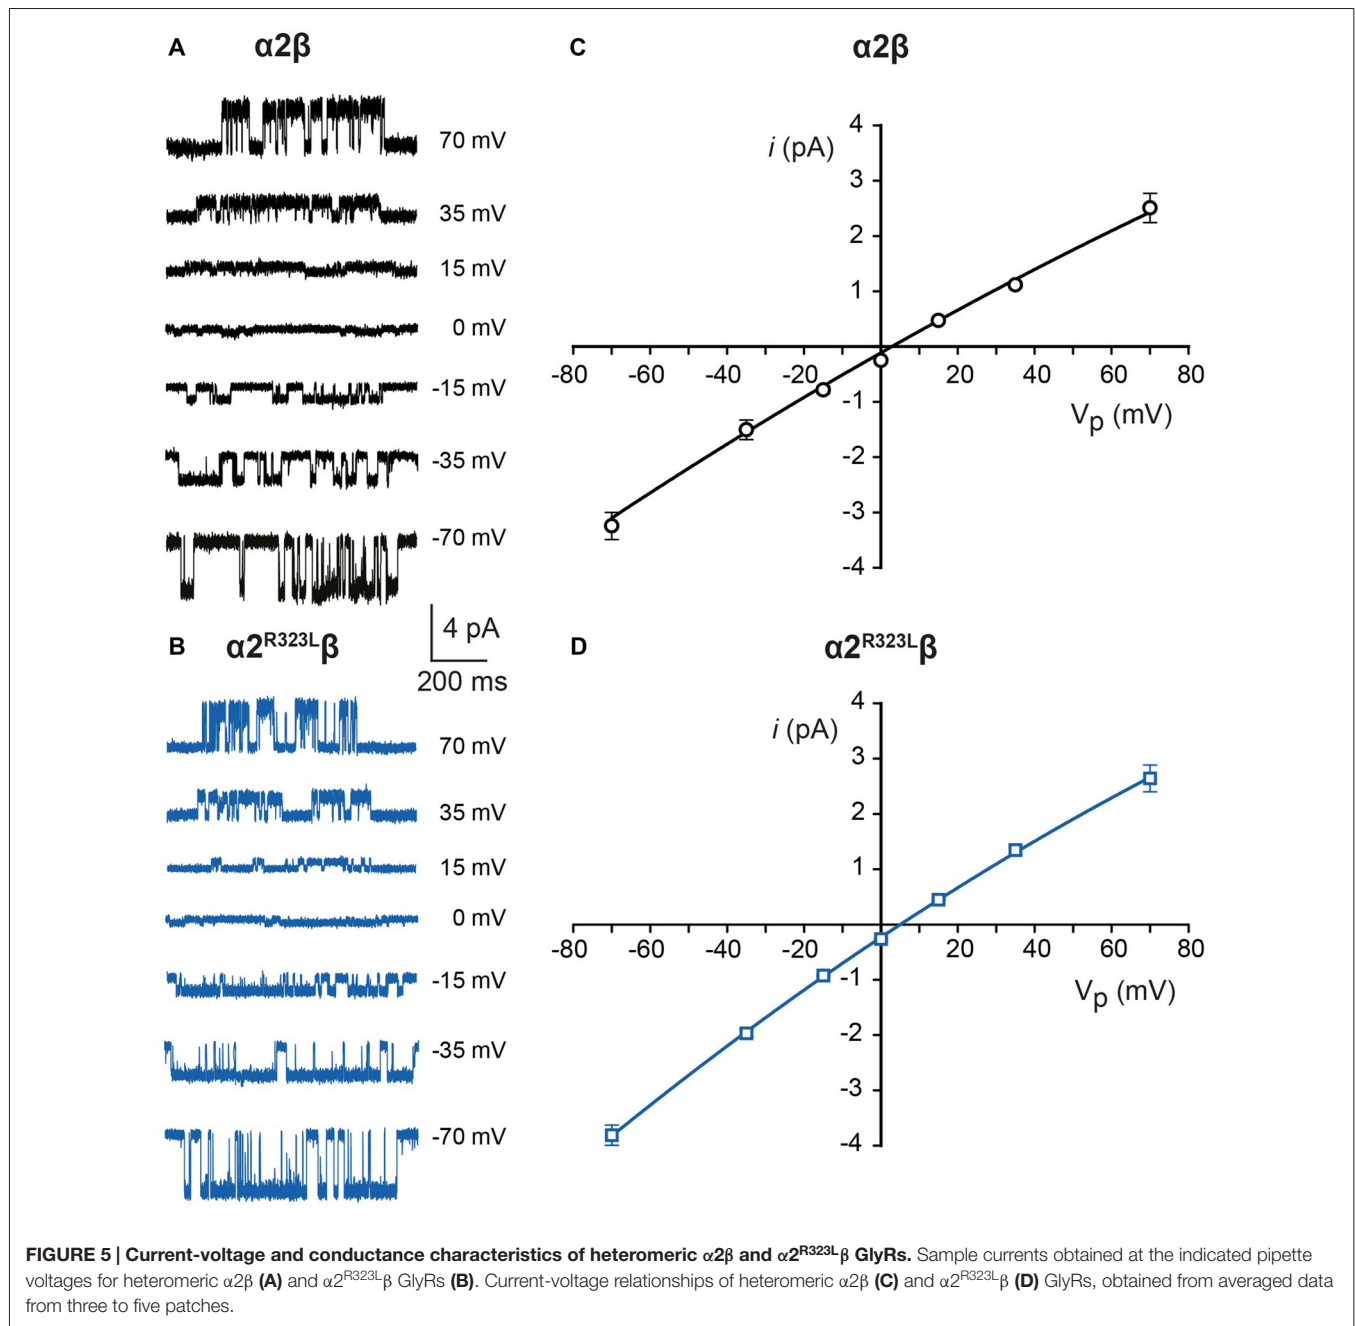 A
α2β
70 mV
35 mV
15 mV
0 mV
-15 mV
-35 mV
-70 mV
4 pA
200 ms
B
α2R323Lβ
70 mV
35 mV
15 mV
0 mV
-15 mV
-35 mV
-70 mV
C
α2β
i (pA)
4
3
2
1
-80 -60 -40 -20 20 40 60 80
-1
-2
-3
-4
Vp (mV)
D
α2R323Lβ
i (pA)
4
3
2
1
-80 -60 -40 -20 20 40 60 80
-1
-2
-3
-4
Vp (mV)
FIGURE 5 | Current-voltage and conductance characteristics of heteromeric α2β and α2R323Lβ GlyRs. Sample currents obtained at the indicated pipette
voltages for heteromeric α2β (A) and α2R323Lβ GlyRs (B). Current-voltage relationships of heteromeric α2β (C) and α2R323Lβ (D) GlyRs, obtained from averaged data
from three to five patches.